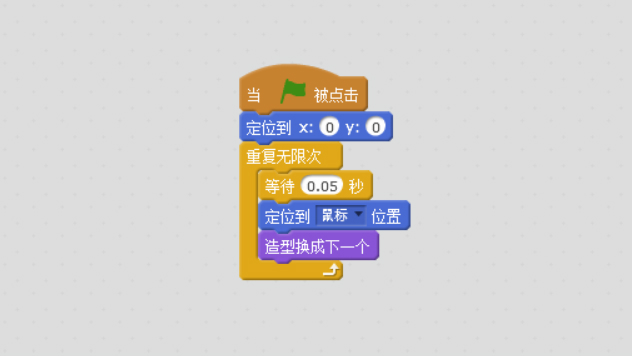 当 被点击
定位到 x: 0 y: 0
重复无限次
等待 0.05 秒
定位到 鼠标 位置
造型换成下一个